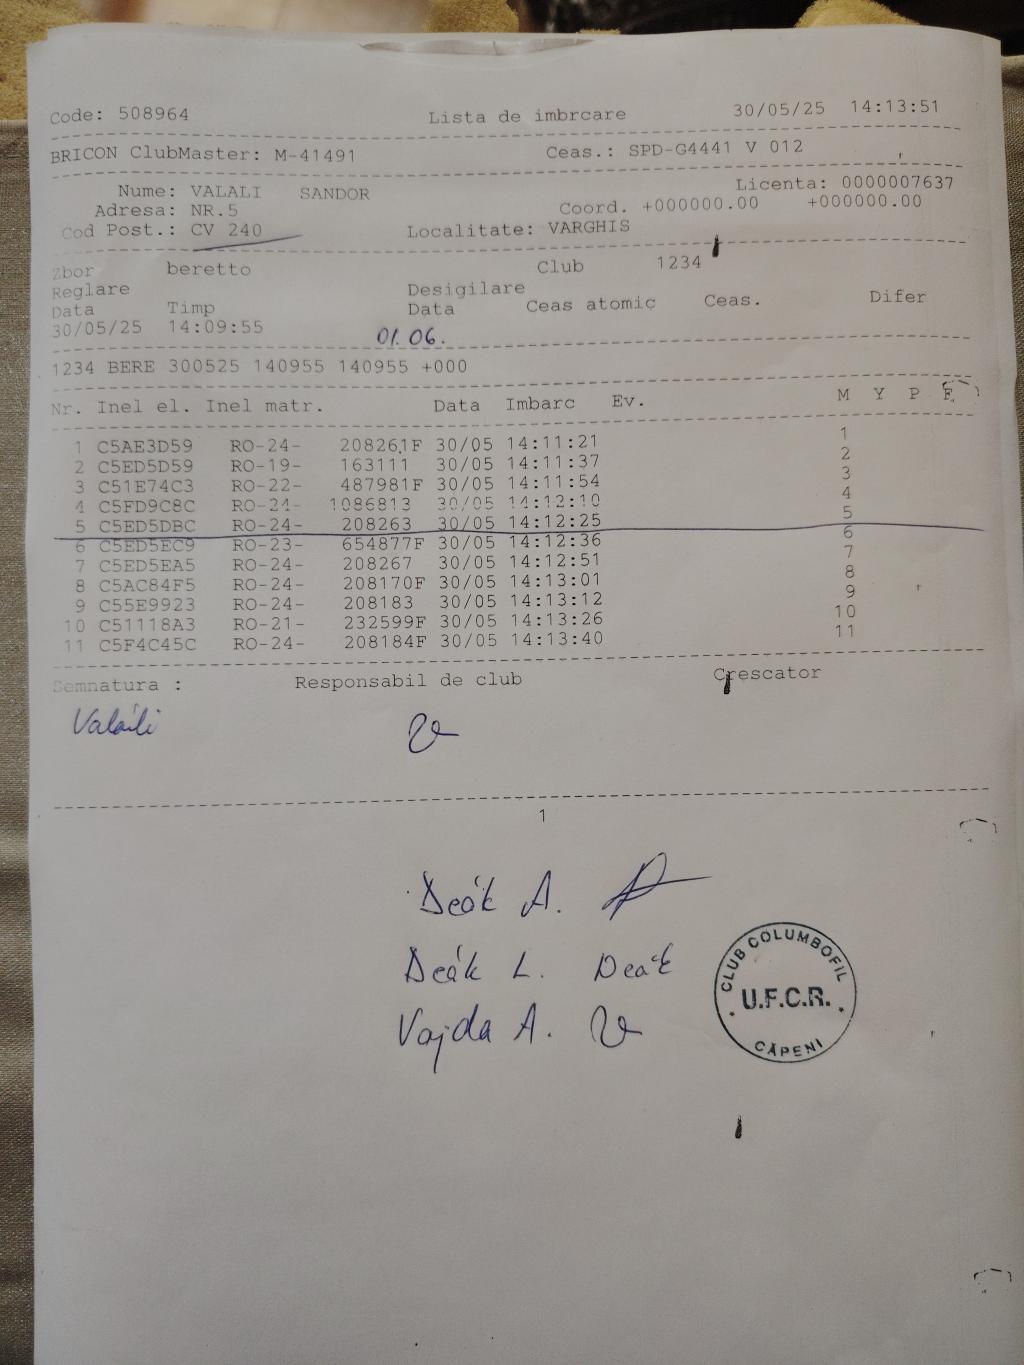 Code: 508964 Lista de imbrcare 30/05/25 14:13:51
BRICON ClubMaster: M-41491 Ceas.: SPD-G4441 V 012
Nume: VALALI SANDOR Licenta: 0000007637
Adresa: NR.5 Coord. +000000.00 +000000.00
Cod Post.: CV 240 Localitate: VARGHIS
Zbor beretto Club 1234
Reglare Desigilare
Data Timp Data Ceas atomic Ceas. Difer
30/05/25 14:09:55
01.06.
1234 BERE 300525 140955 140955 +000
Nr. Inel el. Inel matr. Data Imbarc Ev. M Y P F
1 C5AE3D59 RO-24- 208261F 30/05 14:11:21 1
2 C5ED5D59 RO-19- 163111 30/05 14:11:37 2
3 C51E74C3 RO-22- 487981F 30/05 14:11:54 3
4 C5FD9C8C RO-24- 1086813 30/05 14:12:10 4
5 C5ED5DBC RO-24- 208263 30/05 14:12:25 5
6 C5ED5EC9 RO-23- 654877F 30/05 14:12:36 6
7 C5ED5EA5 RO-24- 208267 30/05 14:12:51 7
8 C5AC84F5 RO-24- 208170F 30/05 14:13:01 8
9 C55E9923 RO-24- 208183 30/05 14:13:12 9
10 C51118A3 RO-21- 232599F 30/05 14:13:26 10
11 C5F4C45C RO-24- 208184F 30/05 14:13:40 11
Semnatura : Responsabil de club Crescator
Valáli
1
Deák A.
Deák L. Deák
Vajda A.
CLUB COLUMBOFIL
U.F.C.R.
CĂPENI